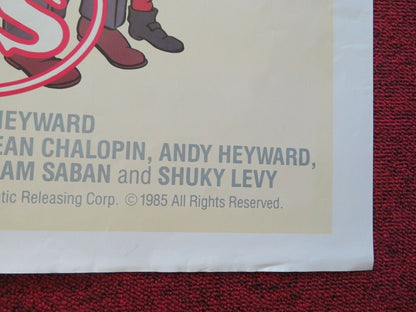 S
HEYWARD
EAN CHALOPIN, ANDY HEYWARD,
AM SABAN and SHUKY LEVY
tic Releasing Corp. © 1985 All Rights Reserved.